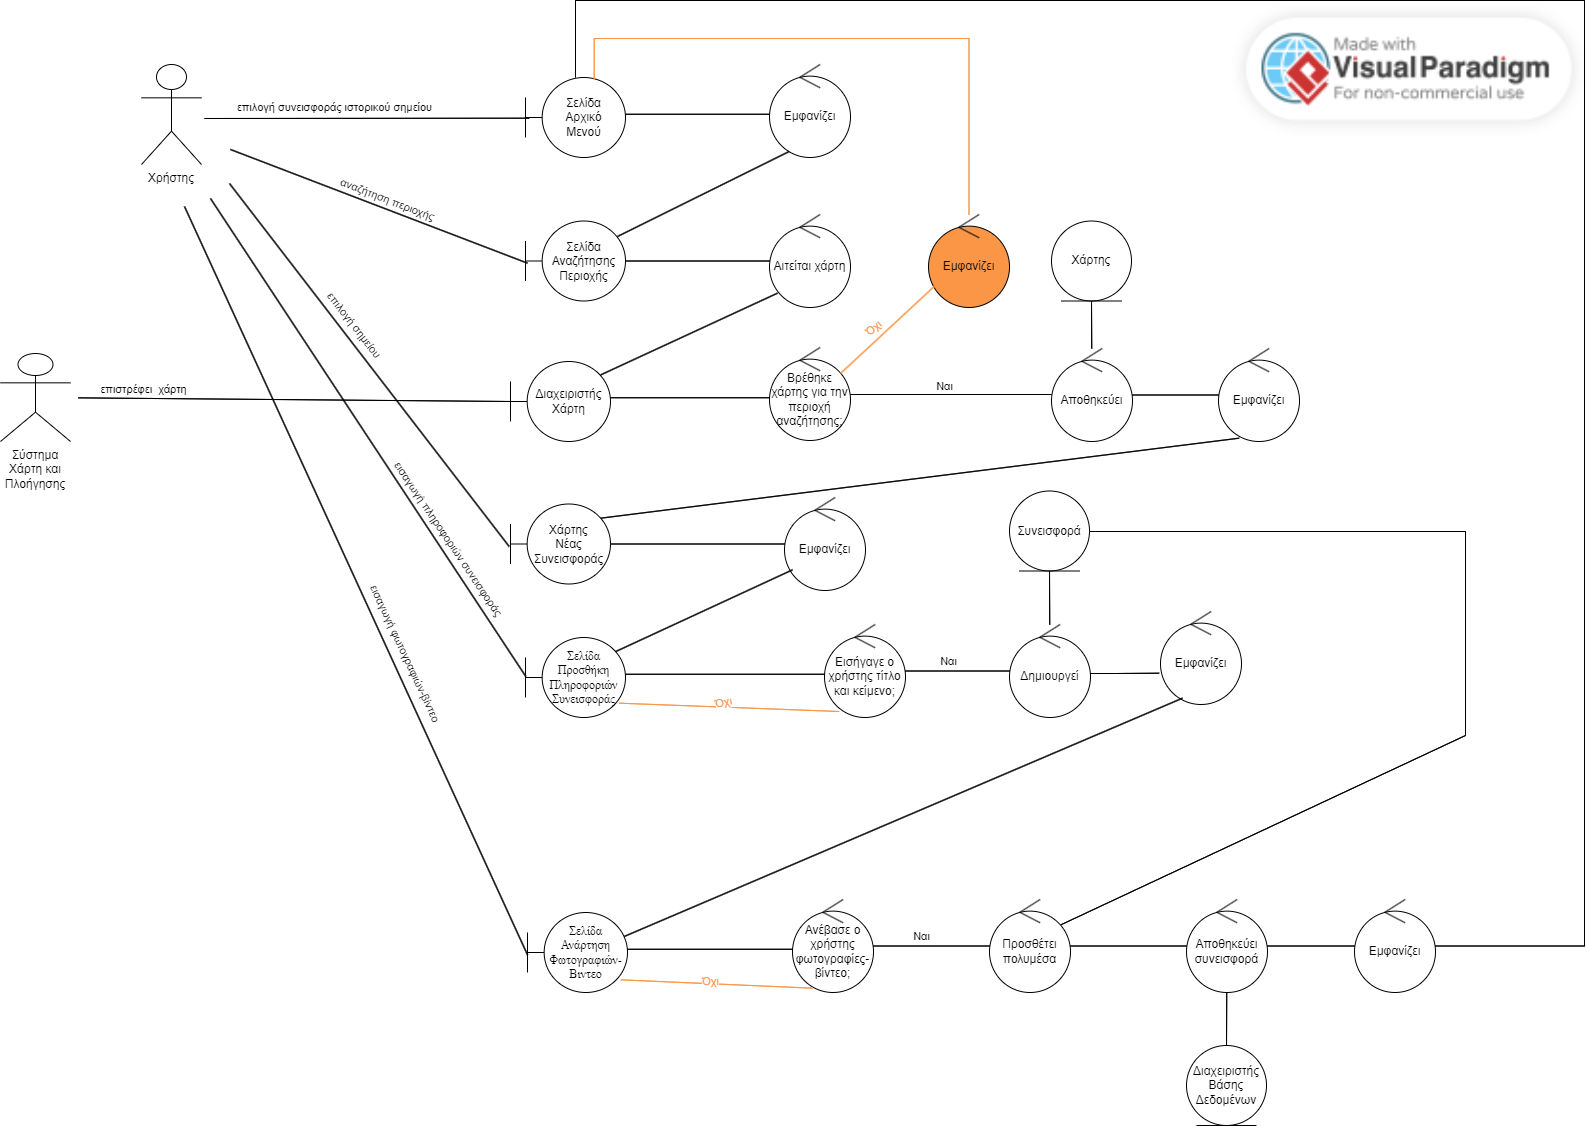 Made with
Visual Paradigm
For non-commercial use
επιλογή συνεισφοράς ιστορικού σημείου
Σελίδα
Αρχικό
Μενού
Εμφανίζει
Χρήστης
αναζήτηση περιοχής
Σελίδα
Αναζήτησης
Περιοχής
Αιτείται χάρτη
Εμφανίζει
Χάρτης
επιλογή σημείου
Όχι
επιστρέφει χάρτη
Διαχειριστής
Χάρτη
Βρέθηκε
χάρτης για την
περιοχή
αναζήτησης;
Ναι
Αποθηκεύει
Εμφανίζει
Σύστημα
Χάρτη και
Πλοήγησης
εισαγωγή πληροφοριών συνεισφοράς
Χάρτης
Νέας
Συνεισφοράς
Εμφανίζει
Συνεισφορά
εισαγωγή φωτογραφιών-βίντεο
Σελίδα
Προσθήκη
Πληροφοριών
Συνεισφοράς
Όχι
Εισήγαγε ο
χρήστης τίτλο
και κείμενο;
Ναι
Δημιουργεί
Εμφανίζει
Σελίδα
Ανάρτηση
Φωτογραφιών-
Βιντεο
Όχι
Ανέβασε ο
χρήστης
φωτογραφίες-
βίντεο;
Ναι
Προσθέτει
πολυμέσα
Αποθηκεύει
συνεισφορά
Εμφανίζει
Διαχειριστής
Βάσης
Δεδομένων